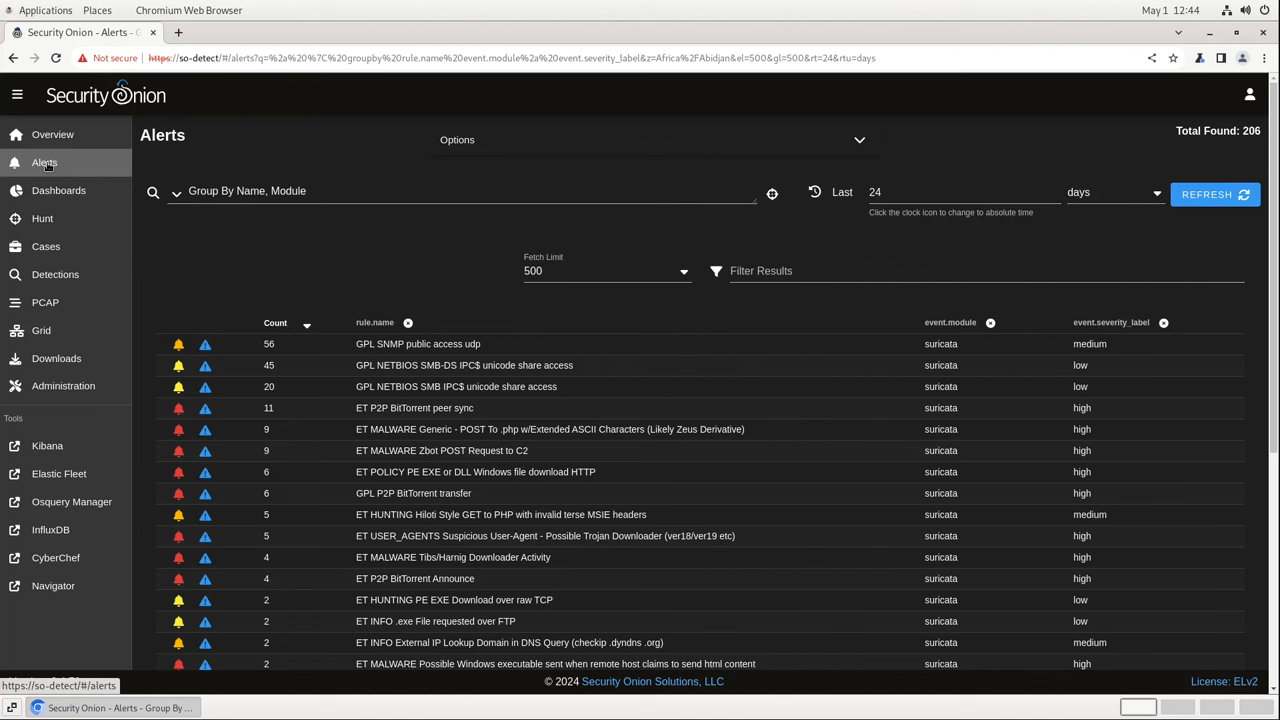 Applications Places Chromium Web Browser May 1 12:44
Security Onion - Alerts - G
Not secure https://so-detect/#/alerts?q=%2a%20%7C%20groupby%20rule.name%20event.module%2a%20event.severity_label&z=Africa%2FAbidjan&el=500&gl=500&rt=24&rtu=days
Security Onion
Overview
Alerts
Dashboards
Hunt
Cases
Detections
PCAP
Grid
Downloads
Administration
Tools
Kibana
Elastic Fleet
Osquery Manager
InfluxDB
CyberChef
Navigator
Alerts Options Total Found: 206
Group By Name, Module Last 24 days REFRESH
Click the clock icon to change to absolute time
Fetch Limit
500 Filter Results
Count rule.name event.module event.severity_label
56 GPL SNMP public access udp suricata medium
45 GPL NETBIOS SMB-DS IPC$ unicode share access suricata low
20 GPL NETBIOS SMB IPC$ unicode share access suricata low
11 ET P2P BitTorrent peer sync suricata high
9 ET MALWARE Generic - POST To .php w/Extended ASCII Characters (Likely Zeus Derivative) suricata high
9 ET MALWARE Zbot POST Request to C2 suricata high
6 ET POLICY PE EXE or DLL Windows file download HTTP suricata high
6 GPL P2P BitTorrent transfer suricata high
5 ET HUNTING Hiloti Style GET to PHP with invalid terse MSIE headers suricata medium
5 ET USER_AGENTS Suspicious User-Agent - Possible Trojan Downloader (ver18/ver19 etc) suricata high
4 ET MALWARE Tibs/Harnig Downloader Activity suricata high
4 ET P2P BitTorrent Announce suricata high
2 ET HUNTING PE EXE Download over raw TCP suricata low
2 ET INFO .exe File requested over FTP suricata low
2 ET INFO External IP Lookup Domain in DNS Query (checkip .dyndns .org) suricata medium
2 ET MALWARE Possible Windows executable sent when remote host claims to send html content suricata high
© 2024 Security Onion Solutions, LLC License: ELv2
https://so-detect/#/alerts
Security Onion - Alerts - Group By ...